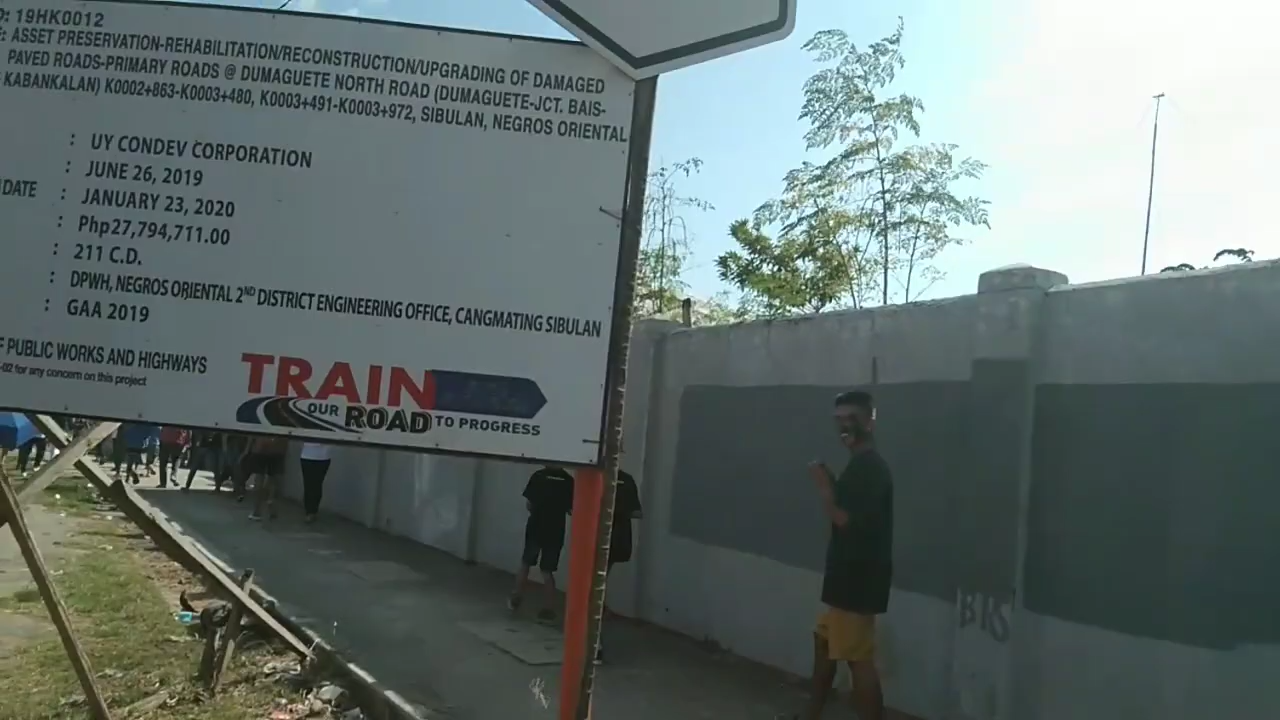 D: 19HK0012
E: ASSET PRESERVATION-REHABILITATION/RECONSTRUCTION/UPGRADING OF DAMAGED
PAVED ROADS-PRIMARY ROADS @ DUMAGUETE NORTH ROAD (DUMAGUETE-JCT. BAIS-
KABANKALAN) K0002+863-K0003+480, K0003+491-K0003+972, SIBULAN, NEGROS ORIENTAL
: UY CONDEV CORPORATION
: JUNE 26, 2019
DATE : JANUARY 23, 2020
: Php27,794,711.00
: 211 C.D.
: DPWH, NEGROS ORIENTAL 2ND DISTRICT ENGINEERING OFFICE, CANGMATING SIBULAN
: GAA 2019
F PUBLIC WORKS AND HIGHWAYS
-02 for any concern on this project
TRAIN
OUR ROAD TO PROGRESS